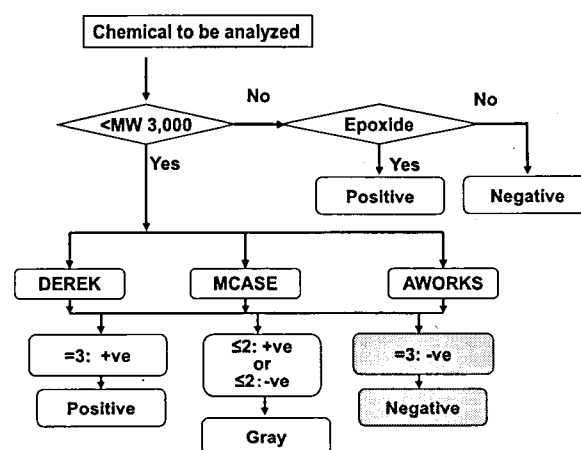 Chemical to be analyzed
No
No
<MW 3,000
Epoxide
Yes
Yes
Positive
Negative
DEREK
MCASE
AWORKS
=3: +ve
≤2: +ve
or
≤2:-ve
=3: -ve
Positive
Gray
Negative